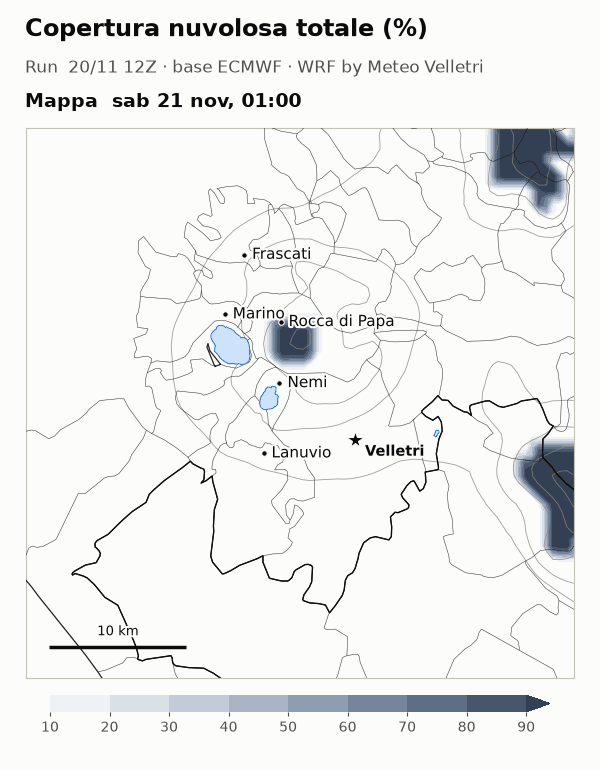 Copertura nuvolosa totale (%)
Run 20/11 12Z · base ECMWF · WRF by Meteo Velletri
Mappa sab 21 nov, 01:00
Frascati
Marino
Rocca di Papa
Nemi
Velletri
Lanuvio
10 km
10 20 30 40 50 60 70 80 90